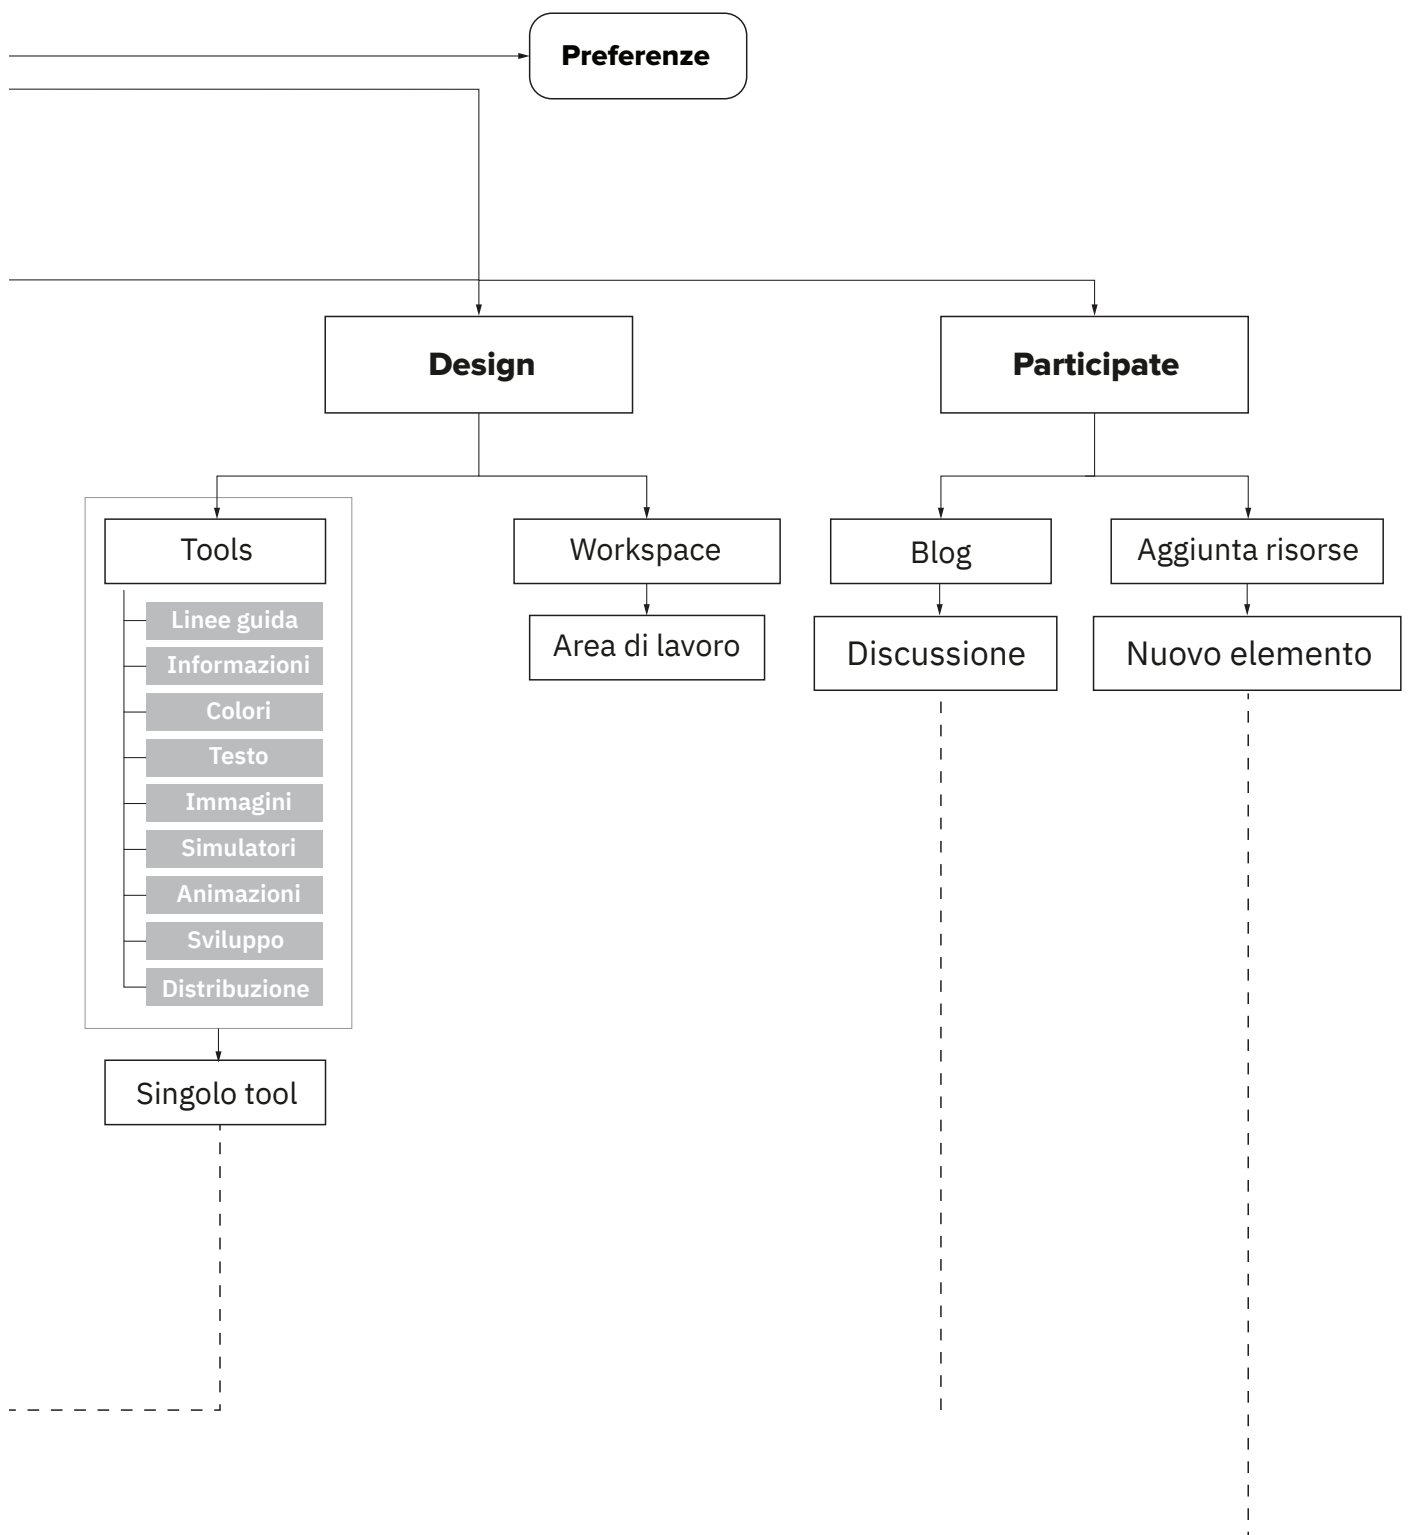 Preferenze
Design
Participate
Tools
Workspace
Blog
Aggiunta risorse
Linee guida
Informazioni
Colori
Testo
Immagini
Simulatori
Animazioni
Sviluppo
Distribuzione
Area di lavoro
Discussione
Nuovo elemento
Singolo tool